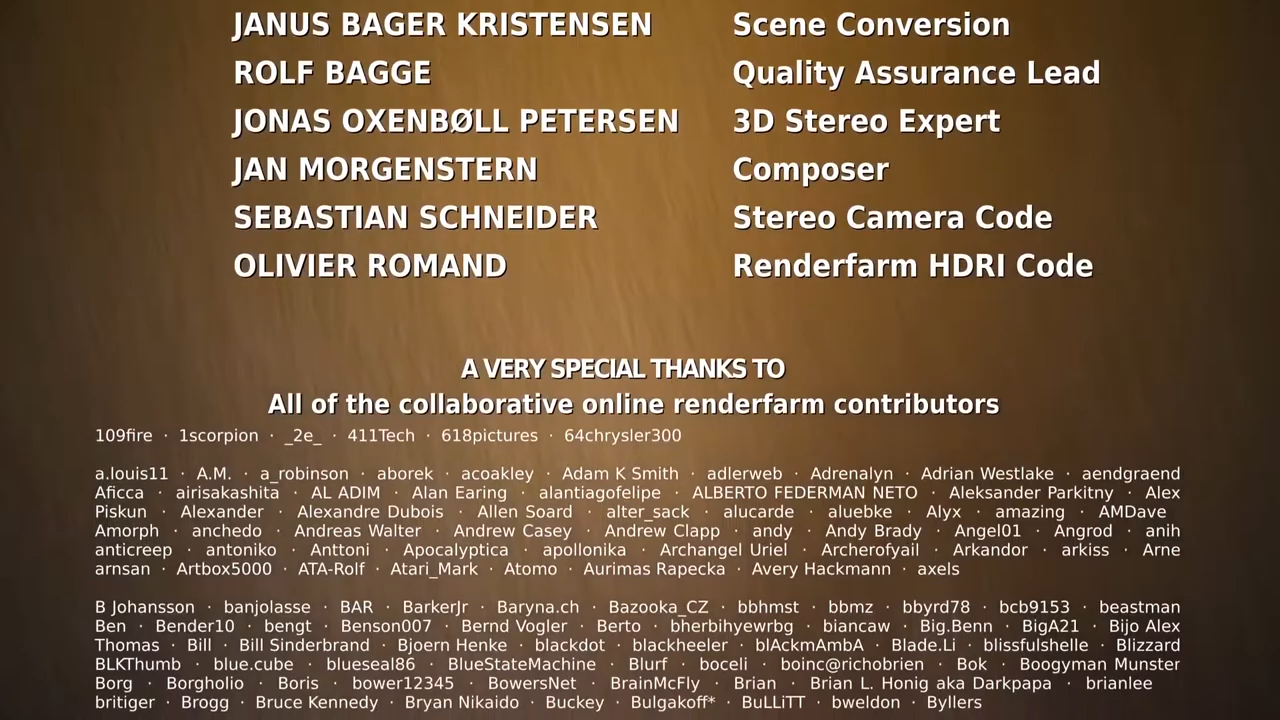 JANUS BAGER KRISTENSEN Scene Conversion
ROLF BAGGE Quality Assurance Lead
JONAS OXENBØLL PETERSEN 3D Stereo Expert
JAN MORGENSTERN Composer
SEBASTIAN SCHNEIDER Stereo Camera Code
OLIVIER ROMAND Renderfarm HDRI Code
A VERY SPECIAL THANKS TO
All of the collaborative online renderfarm contributors
109fire · 1scorpion · _2e_ · 411Tech · 618pictures · 64chrysler300
a.louis11 · A.M. · a_robinson · aborek · acoakley · Adam K Smith · adlerweb · Adrenalyn · Adrian Westlake · aendgraend
Aficca · airisakashita · AL ADIM · Alan Earing · alantiagofelipe · ALBERTO FEDERMAN NETO · Aleksander Parkitny · Alex
Piskun · Alexander · Alexandre Dubois · Allen Soard · alter_sack · alucarde · aluebke · Alyx · amazing · AMDave
Amorph · anchedo · Andreas Walter · Andrew Casey · Andrew Clapp · andy · Andy Brady · Angel01 · Angrod · anih
anticreep · antoniko · Anttoni · Apocalyptica · apollonika · Archangel Uriel · Archerofyail · Arkandor · arkiss · Arne
arnsan · Artbox5000 · ATA-Rolf · Atari_Mark · Atomo · Aurimas Rapecka · Avery Hackmann · axels
B Johansson · banjolasse · BAR · BarkerJr · Baryna.ch · Bazooka_CZ · bbhmst · bbmz · bbyrd78 · bcb9153 · beastman
Ben · Bender10 · bengt · Benson007 · Bernd Vogler · Berto · bherbihyewrbg · biancaw · Big.Benn · BigA21 · Bijo Alex
Thomas · Bill · Bill Sinderbrand · Bjoern Henke · blackdot · blackheeler · blAckmAmbA · Blade.Li · blissfulshelle · Blizzard
BLKThumb · blue.cube · blueseal86 · BlueStateMachine · Blurf · boceli · boinc@richobrien · Bok · Boogyman Munster
Borg · Borgholio · Boris · bower12345 · BowersNet · BrainMcFly · Brian · Brian L. Honig aka Darkpapa · brianlee
britiger · Brogg · Bruce Kennedy · Bryan Nikaido · Buckey · Bulgakoff* · BuLLiTT · bweldon · Byllers